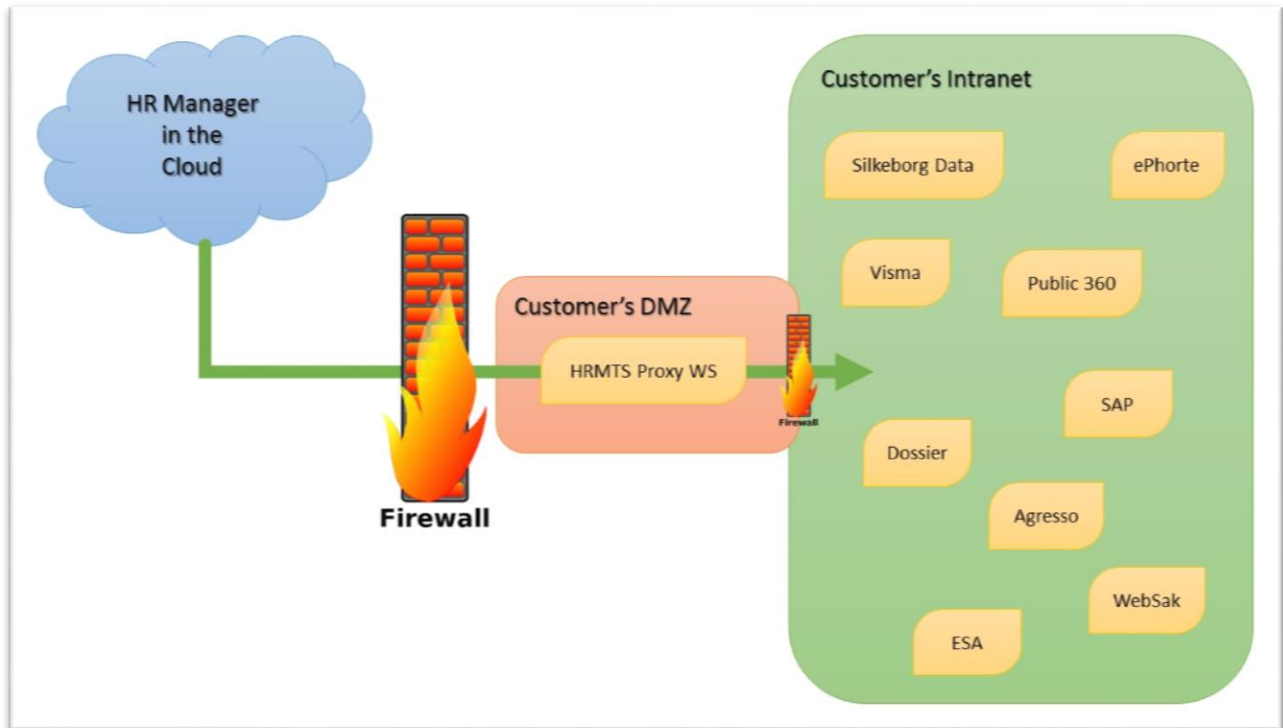 HR Manager
in the
Cloud
Firewall
Customer's DMZ
HRMTS Proxy WS
Firewall
Customer's Intranet
Silkeborg Data
ePhorte
Visma
Public 360
SAP
Dossier
Agresso
WebSak
ESA